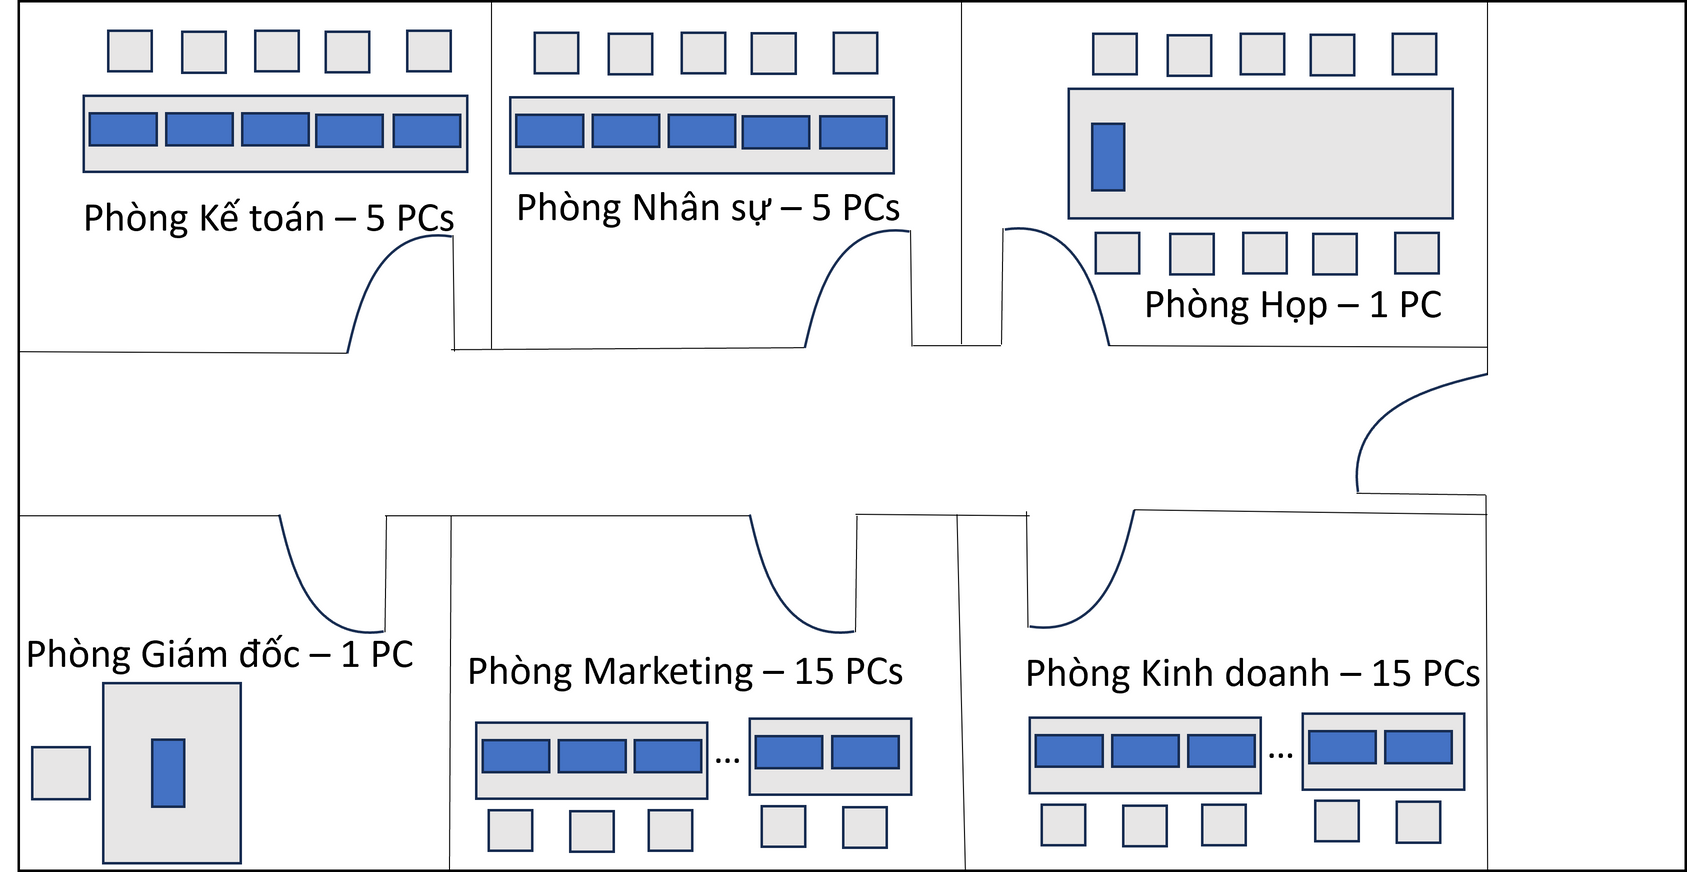 Phòng Kế toán – 5 PCs
Phòng Nhân sự – 5 PCs
Phòng Họp – 1 PC
Phòng Giám đốc – 1 PC
Phòng Marketing – 15 PCs
Phòng Kinh doanh – 15 PCs
...
...